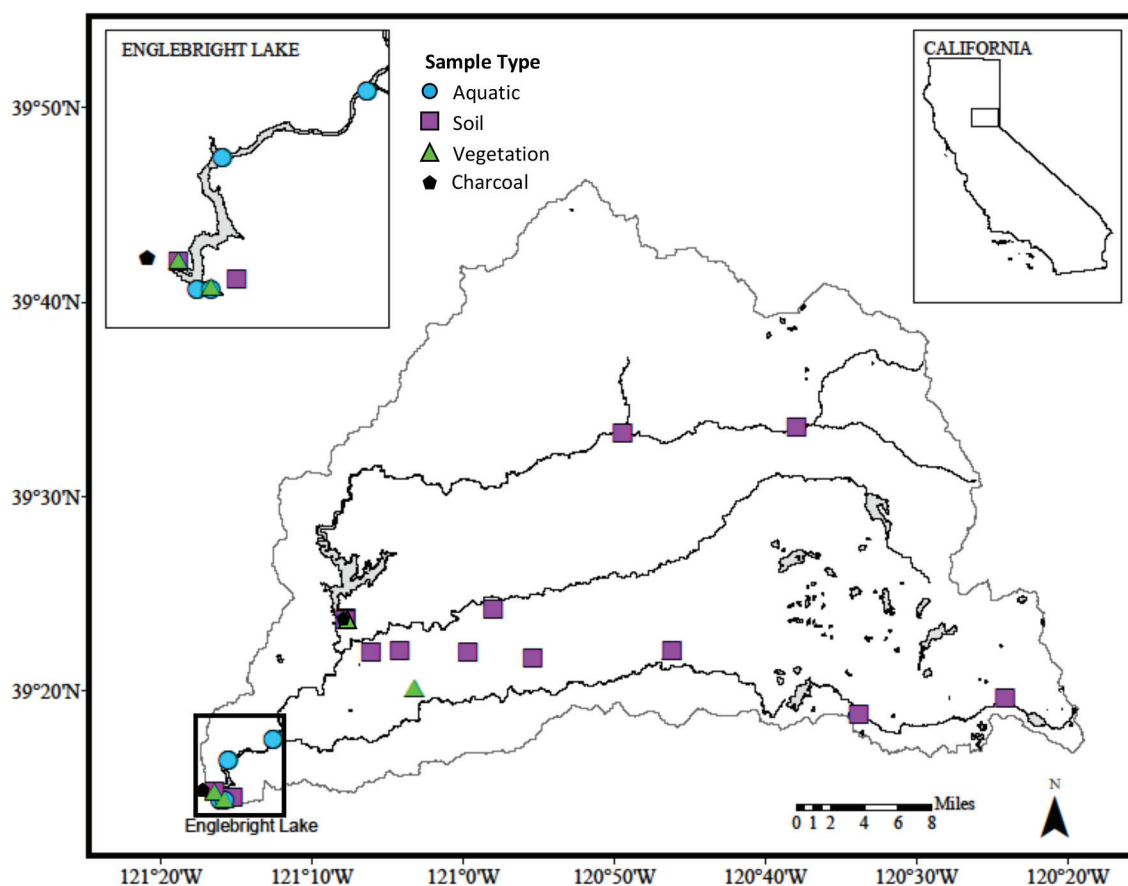 ENGLEBRIGHT LAKE
Sample Type
Aquatic
Soil
Vegetation
Charcoal
CALIFORNIA
39°50'N
39°40'N
39°30'N
39°20'N
Englebright Lake
Miles
0 1 2 4 6 8
N
121°20'W 121°10'W 121°0'W 120°50'W 120°40'W 120°30'W 120°20'W